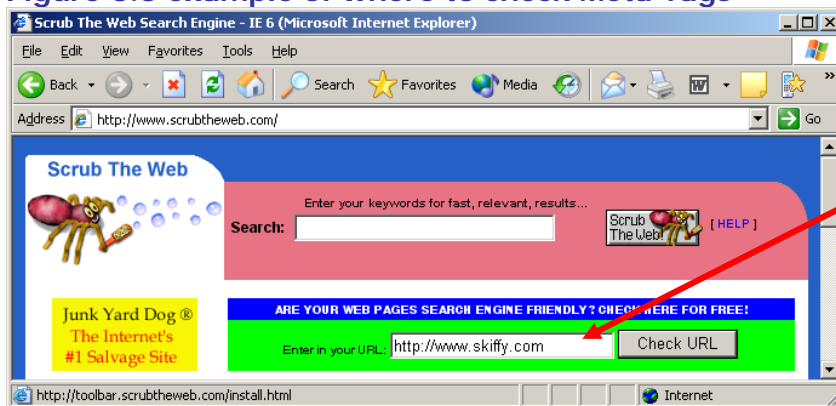 Scrub The Web Search Engine - IE 6 (Microsoft Internet Explorer)
File Edit View Favorites Tools Help
Back Search Favorites Media
Address http://www.scrubtheweb.com/ Go
Scrub The Web
Enter your keywords for fast, relevant, results...
Search:
Scrub
The Web!
[ HELP ]
Junk Yard Dog ®
The Internet's
#1 Salvage Site
ARE YOUR WEB PAGES SEARCH ENGINE FRIENDLY? CHECK HERE FOR FREE!
Enter in your URL: http://www.skiffy.com Check URL
http://toolbar.scrubtheweb.com/install.html Internet